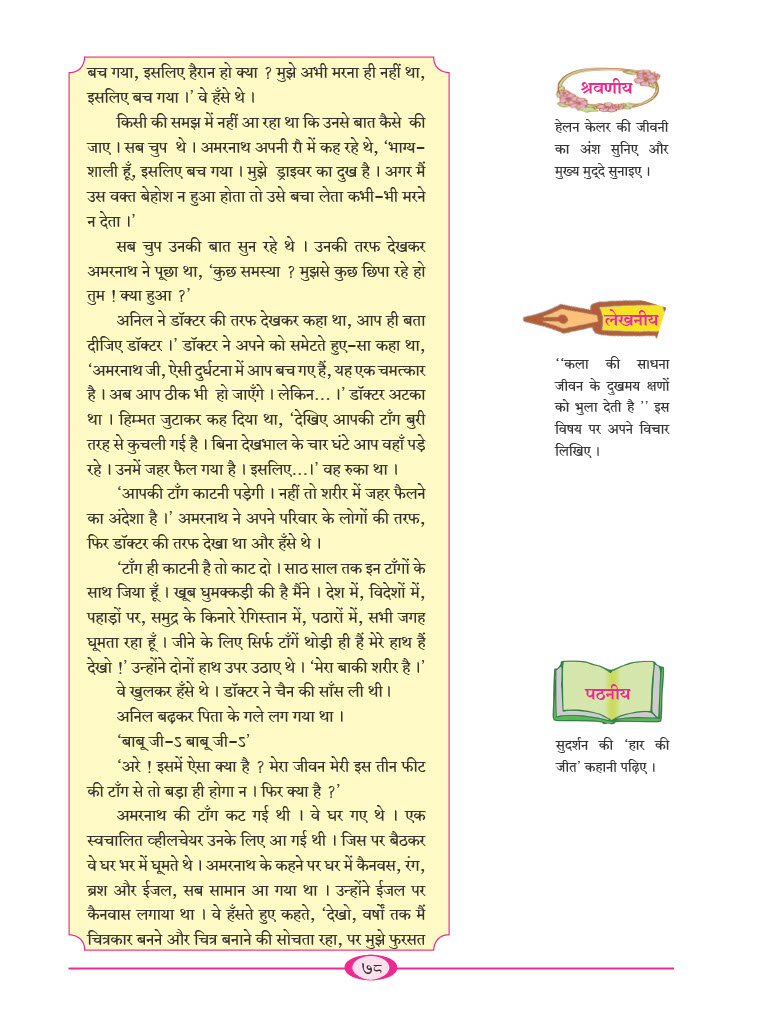 बच गया, इसलिए हैरान हो क्या ? मुझे अभी मरना ही नहीं था,
इसलिए बच गया ।’ वे हँसे थे ।
किसी की समझ में नहीं आ रहा था कि उनसे बात कैसे की
जाए । सब चुप थे । अमरनाथ अपनी रौ में कह रहे थे, ‘भाग्य-
शाली हूँ, इसलिए बच गया । मुझे ड्राइवर का दुख है । अगर मैं
उस वक्त बेहोश न हुआ होता तो उसे बचा लेता कभी-भी मरने
न देता ।’
सब चुप उनकी बात सुन रहे थे । उनकी तरफ देखकर
अमरनाथ ने पूछा था, ‘कुछ समस्या ? मुझसे कुछ छिपा रहे हो
तुम ! क्या हुआ ?’
अनिल ने डॉक्टर की तरफ देखकर कहा था, आप ही बता
दीजिए डॉक्टर ।’ डॉक्टर ने अपने को समेटते हुए-सा कहा था,
‘अमरनाथ जी, ऐसी दुर्घटना में आप बच गए हैं, यह एक चमत्कार
है । अब आप ठीक भी हो जाएँगे । लेकिन... ।’ डॉक्टर अटका
था । हिम्मत जुटाकर कह दिया था, ‘देखिए आपकी टाँग बुरी
तरह से कुचली गई है । बिना देखभाल के चार घंटे आप वहाँ पड़े
रहे । उनमें जहर फैल गया है । इसलिए...।’ वह रुका था ।
‘आपकी टाँग काटनी पड़ेगी । नहीं तो शरीर में जहर फैलने
का अंदेशा है ।’ अमरनाथ ने अपने परिवार के लोगों की तरफ,
फिर डॉक्टर की तरफ देखा था और हँसे थे ।
‘टाँग ही काटनी है तो काट दो । साठ साल तक इन टाँगों के
साथ जिया हूँ । खूब घुमक्कड़ी की है मैंने । देश में, विदेशों में,
पहाड़ों पर, समुद्र के किनारे रेगिस्तान में, पठारों में, सभी जगह
घूमता रहा हूँ । जीने के लिए सिर्फ टाँगें थोड़ी ही हैं मेरे हाथ हैं
देखो !’ उन्होंने दोनों हाथ उपर उठाए थे । ‘मेरा बाकी शरीर है ।’
वे खुलकर हँसे थे । डॉक्टर ने चैन की साँस ली थी ।
अनिल बढ़कर पिता के गले लग गया था ।
‘बाबू जी-ऽ बाबू जी-ऽ’
‘अरे ! इसमें ऐसा क्या है ? मेरा जीवन मेरी इस तीन फीट
की टाँग से तो बड़ा ही होगा न । फिर क्या है ?’
अमरनाथ की टाँग कट गई थी । वे घर गए थे । एक
स्वचालित व्हीलचेयर उनके लिए आ गई थी । जिस पर बैठकर
वे घर भर में घूमते थे । अमरनाथ के कहने पर घर में कैनवस, रंग,
ब्रश और ईजल, सब सामान आ गया था । उन्होंने ईजल पर
कैनवास लगाया था । वे हँसते हुए कहते, ‘देखो, वर्षों तक मैं
चित्रकार बनने और चित्र बनाने की सोचता रहा, पर मुझे फुरसत
श्रवणीय
हेलन केलर की जीवनी
का अंश सुनिए और
मुख्य मुद्दे सुनाइए ।
लेखनीय
‘‘कला की साधना
जीवन के दुखमय क्षणों
को भुला देती है ’’ इस
विषय पर अपने विचार
लिखिए ।
पठनीय
सुदर्शन की ‘हार की
जीत’ कहानी पढ़िए ।
७८